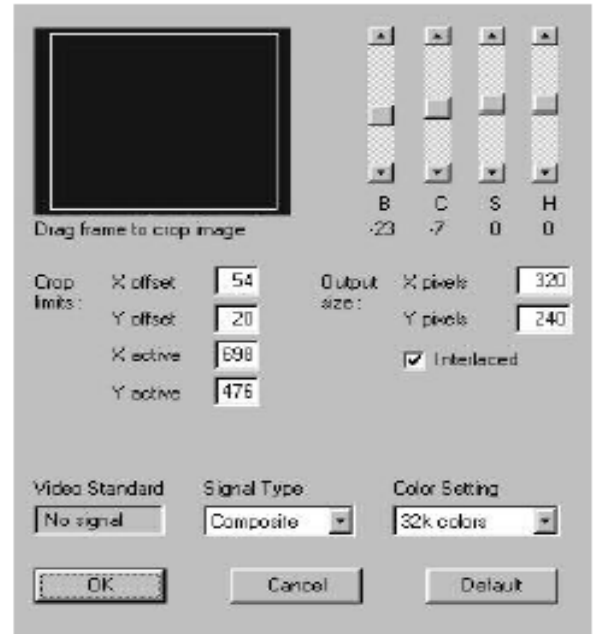 B C S H
-23 -7 0 0
Drag frame to crop image
Crop limits :
X offset 54
Y offset 20
X active 698
Y active 476
Output size :
X pixels 320
Y pixels 240
Interlaced
Video Standard
No signal
Signal Type
Composite
Color Setting
32k colors
OK
Cancel
Default